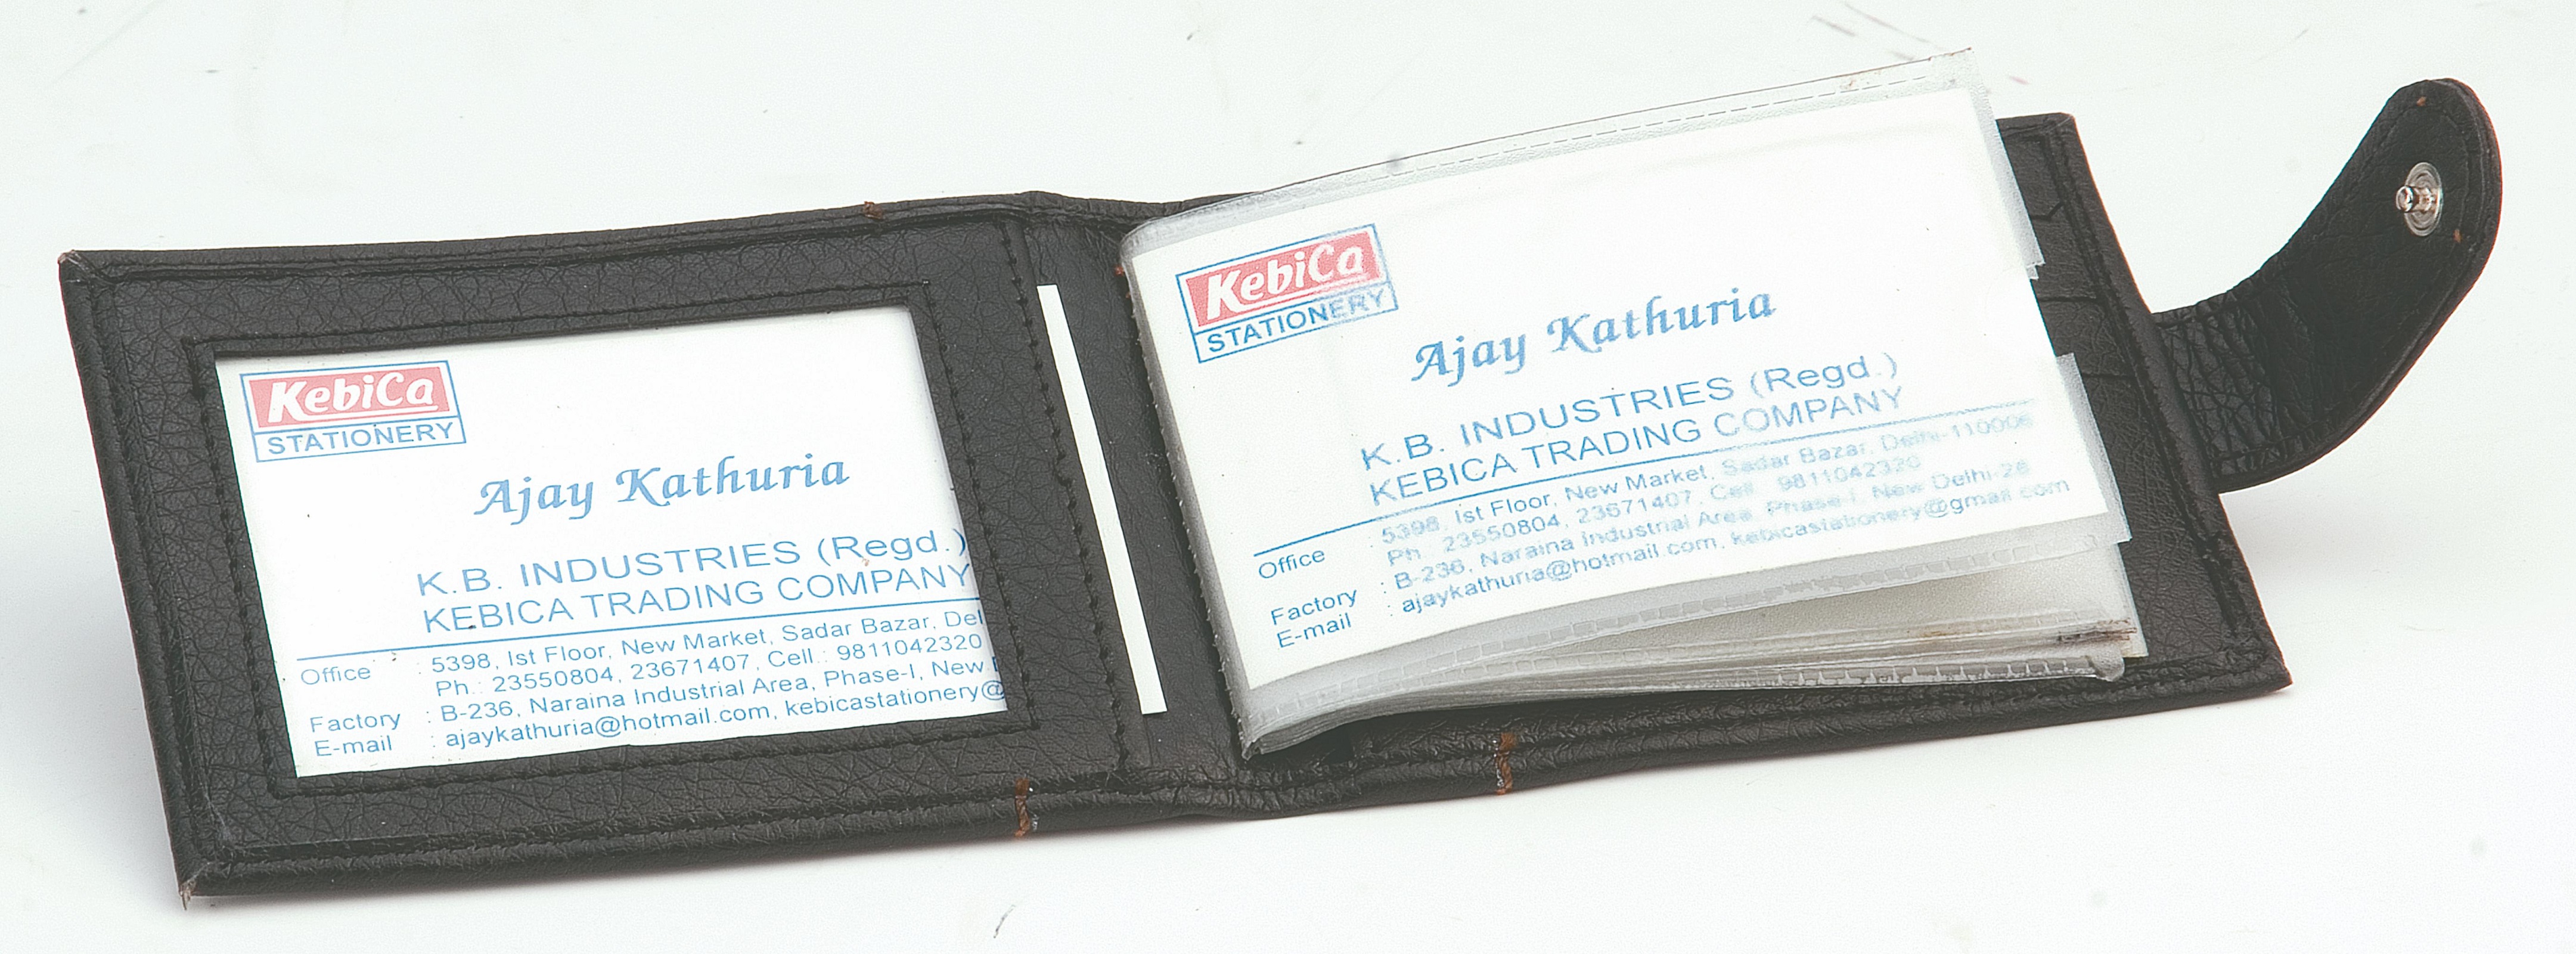 KebiCa
STATIONERY
Ajay Kathuria
K.B. INDUSTRIES (Regd.)
KEBICA TRADING COMPANY
Office : 5398, Ist Floor, New Market, Sadar Bazar, Del
Ph.: 23550804, 23671407, Cell.: 9811042320
Factory : B-236, Naraina Industrial Area, Phase-I, New
E-mail : ajaykathuria@hotmail.com, kebicastationery@
KebiCa
STATIONERY
Ajay Kathuria
K.B. INDUSTRIES (Regd.)
KEBICA TRADING COMPANY
Office : 5398, Ist Floor, New Market, Sadar Bazar, Delhi-110006
Ph. 23550804, 23671407, Cell 9811042320
Factory : B-236, Naraina Industrial Area, Phase-I, New Delhi-28
E-mail : ajaykathuria@hotmail.com, kebicastationery@gmail.com